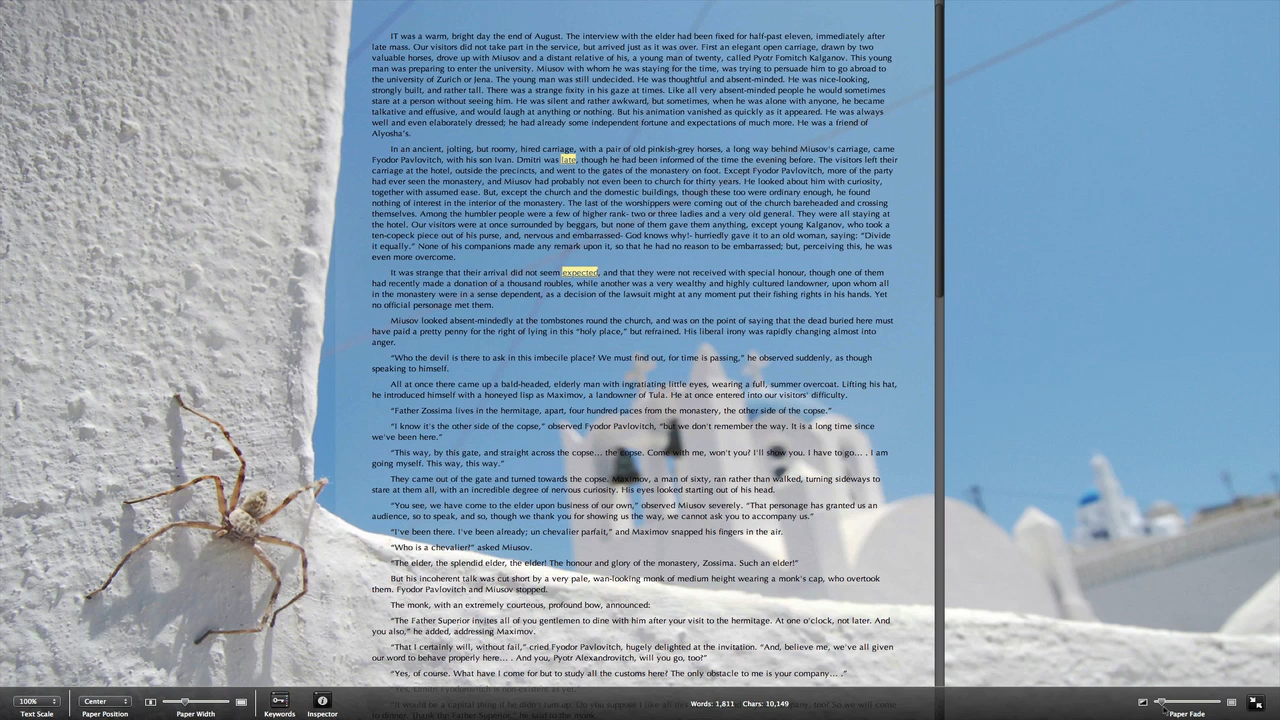 IT was a warm, bright day the end of August. The interview with the elder had been fixed for half-past eleven, immediately after
late mass. Our visitors did not take part in the service, but arrived just as it was over. First an elegant open carriage, drawn by two
valuable horses, drove up with Miusov and a distant relative of his, a young man of twenty, called Pyotr Fomitch Kalganov. This young
man was preparing to enter the university. Miusov with whom he was staying for the time, was trying to persuade him to go abroad to
the university of Zurich or Jena. The young man was still undecided. He was thoughtful and absent-minded. He was nice-looking,
strongly built, and rather tall. There was a strange fixity in his gaze at times. Like all very absent-minded people he would sometimes
stare at a person without seeing him. He was silent and rather awkward, but sometimes, when he was alone with anyone, he became
talkative and effusive, and would laugh at anything or nothing. But his animation vanished as quickly as it appeared. He was always
well and even elaborately dressed; he had already some independent fortune and expectations of much more. He was a friend of
Alyosha's.
In an ancient, jolting, but roomy, hired carriage, with a pair of old pinkish-grey horses, a long way behind Miusov's carriage, came
Fyodor Pavlovitch, with his son Ivan. Dmitri was late, though he had been informed of the time the evening before. The visitors left their
carriage at the hotel, outside the precincts, and went to the gates of the monastery on foot. Except Fyodor Pavlovitch, more of the party
had ever seen the monastery, and Miusov had probably not even been to church for thirty years. He looked about him with curiosity,
together with assumed ease. But, except the church and the domestic buildings, though these too were ordinary enough, he found
nothing of interest in the interior of the monastery. The last of the worshippers were coming out of the church bareheaded and crossing
themselves. Among the humbler people were a few of higher rank- two or three ladies and a very old general. They were all staying at
the hotel. Our visitors were at once surrounded by beggars, but none of them gave them anything, except young Kalganov, who took a
ten-copeck piece out of his purse, and, nervous and embarrassed- God knows why!- hurriedly gave it to an old woman, saying: “Divide
it equally.” None of his companions made any remark upon it, so that he had no reason to be embarrassed; but, perceiving this, he was
even more overcome.
It was strange that their arrival did not seem expected, and that they were not received with special honour, though one of them
had recently made a donation of a thousand roubles, while another was a very wealthy and highly cultured landowner, upon whom all
in the monastery were in a sense dependent, as a decision of the lawsuit might at any moment put their fishing rights in his hands. Yet
no official personage met them.
Miusov looked absent-mindedly at the tombstones round the church, and was on the point of saying that the dead buried here must
have paid a pretty penny for the right of lying in this “holy place,” but refrained. His liberal irony was rapidly changing almost into
anger.
“Who the devil is there to ask in this imbecile place? We must find out, for time is passing,” he observed suddenly, as though
speaking to himself.
All at once there came up a bald-headed, elderly man with ingratiating little eyes, wearing a full, summer overcoat. Lifting his hat,
he introduced himself with a honeyed lisp as Maximov, a landowner of Tula. He at once entered into our visitors' difficulty.
“Father Zossima lives in the hermitage, apart, four hundred paces from the monastery, the other side of the copse.”
“I know it's the other side of the copse,” observed Fyodor Pavlovitch, “but we don't remember the way. It is a long time since
we've been here.”
“This way, by this gate, and straight across the copse... the copse. Come with me, won't you? I'll show you. I have to go... . I am
going myself. This way, this way.”
They came out of the gate and turned towards the copse. Maximov, a man of sixty, ran rather than walked, turning sideways to
stare at them all, with an incredible degree of nervous curiosity. His eyes looked starting out of his head.
“You see, we have come to the elder upon business of our own,” observed Miusov severely. “That personage has granted us an
audience, so to speak, and so, though we thank you for showing us the way, we cannot ask you to accompany us.”
“I've been there. I've been already; un chevalier parfait,” and Maximov snapped his fingers in the air.
“Who is a chevalier?” asked Miusov.
“The elder, the splendid elder, the elder! The honour and glory of the monastery, Zossima. Such an elder!”
But his incoherent talk was cut short by a very pale, wan-looking monk of medium height wearing a monk's cap, who overtook
them. Fyodor Pavlovitch and Miusov stopped.
The monk, with an extremely courteous, profound bow, announced:
“The Father Superior invites all of you gentlemen to dine with him after your visit to the hermitage. At one o'clock, not later. And
you also,” he added, addressing Maximov.
“That I certainly will, without fail,” cried Fyodor Pavlovitch, hugely delighted at the invitation. “And, believe me, we've all given
our word to behave properly here... . And you, Pyotr Alexandrovitch, will you go, too?”
“Yes, of course. What have I come for but to study all the customs here? The only obstacle to me is your company... .”
“Yes, Dmitri Fyodorovitch is non-existent as yet.”
“It would be a capital thing if he didn't turn up. Do you suppose I like all this
to dinner. Thank the Father Superior,” he said to the monk.
100% Center Words: 1,811 Chars: 10,149
Text Scale Paper Position Paper Width Keywords Inspector Paper Fade